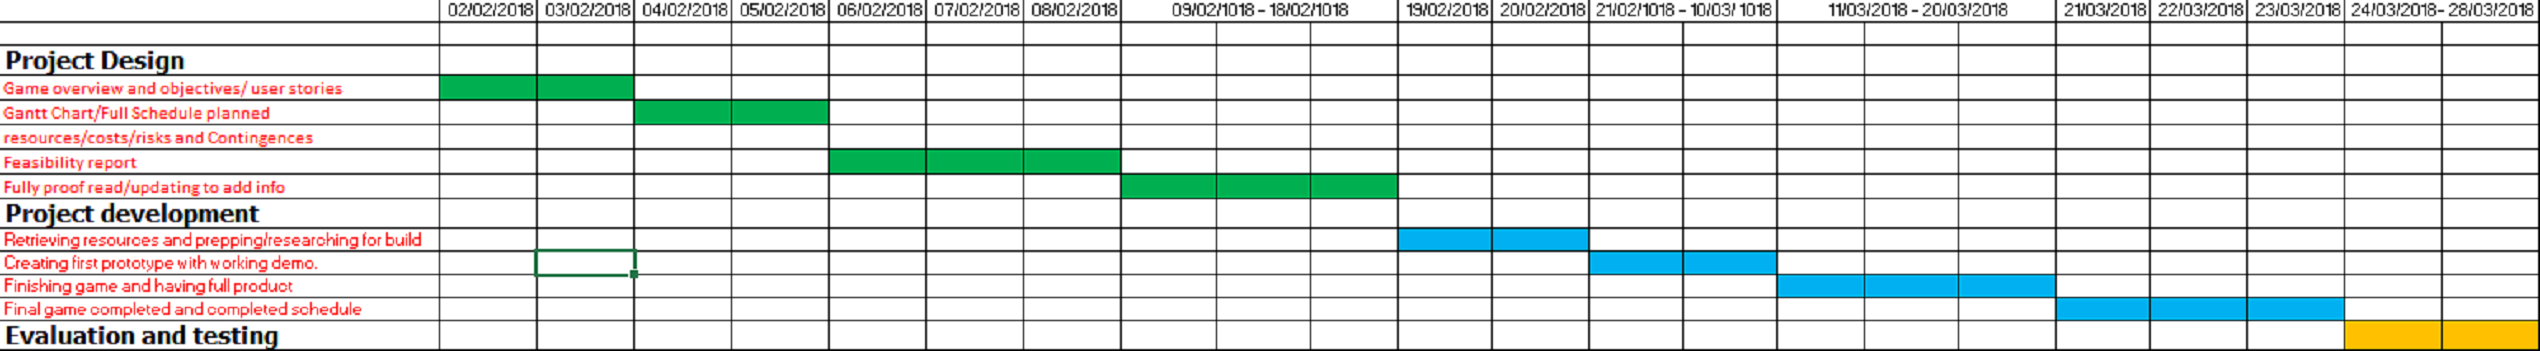 02/02/2018 03/02/2018 04/02/2018 05/02/2018 06/02/2018 07/02/2018 08/02/2018 09/02/1018 - 18/02/1018 19/02/2018 20/02/2018 21/02/1018 - 10/03/1018 11/03/2018 - 20/03/2018 21/03/2018 22/03/2018 23/03/2018 24/03/2018- 28/03/2018
Project Design
Game overview and objectives/ user stories
Gantt Chart/Full Schedule planned
resources/costs/risks and Contingences
Feasibility report
Fully proof read/updating to add info
Project development
Retrieving resources and prepping/researching for build
Creating first prototype with working demo.
Finishing game and having full product
Final game completed and completed schedule
Evaluation and testing